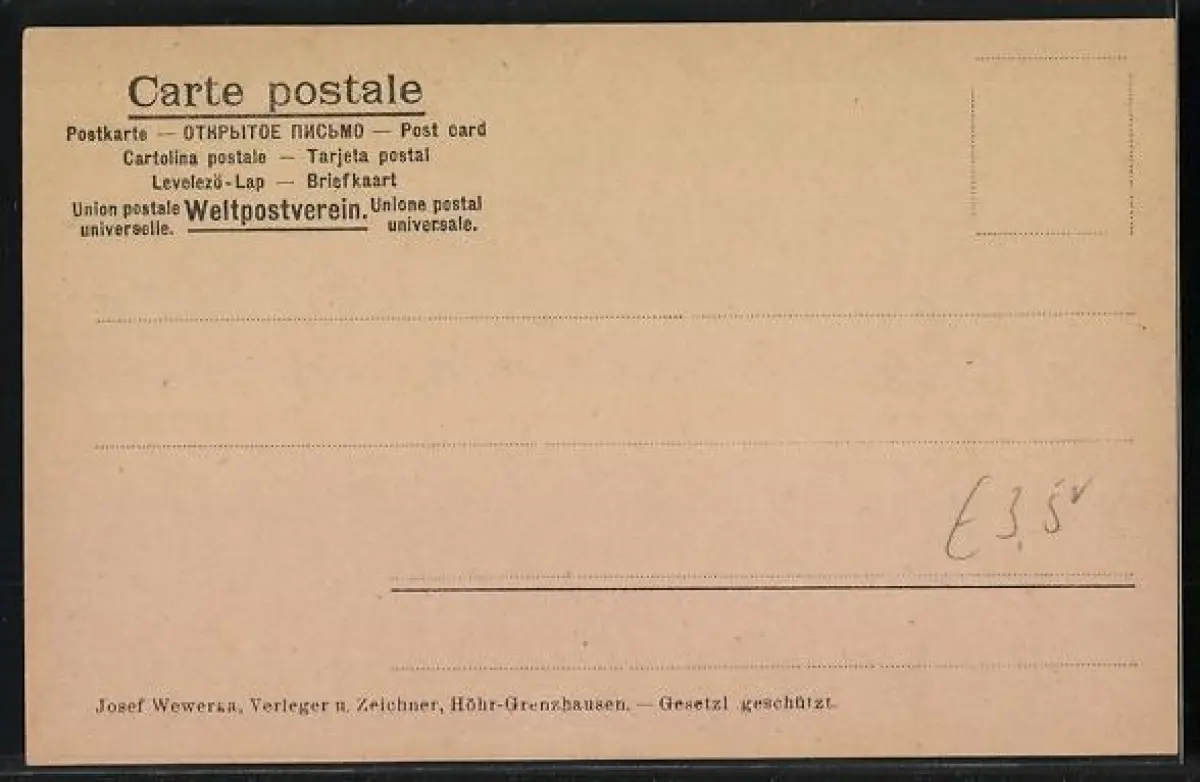 Carte postale
Postkarte — ОТКРЫТОЕ ПИСЬМО — Post card
Cartolina postale — Tarjeta postal
Levelező-Lap — Briefkaart
Union postale universelle. Weltpostverein. Unione postal universale.
€ 3,5
Josef Wewerka, Verleger u. Zeichner, Höhr-Grenzhausen. — Gesetzl geschützt.